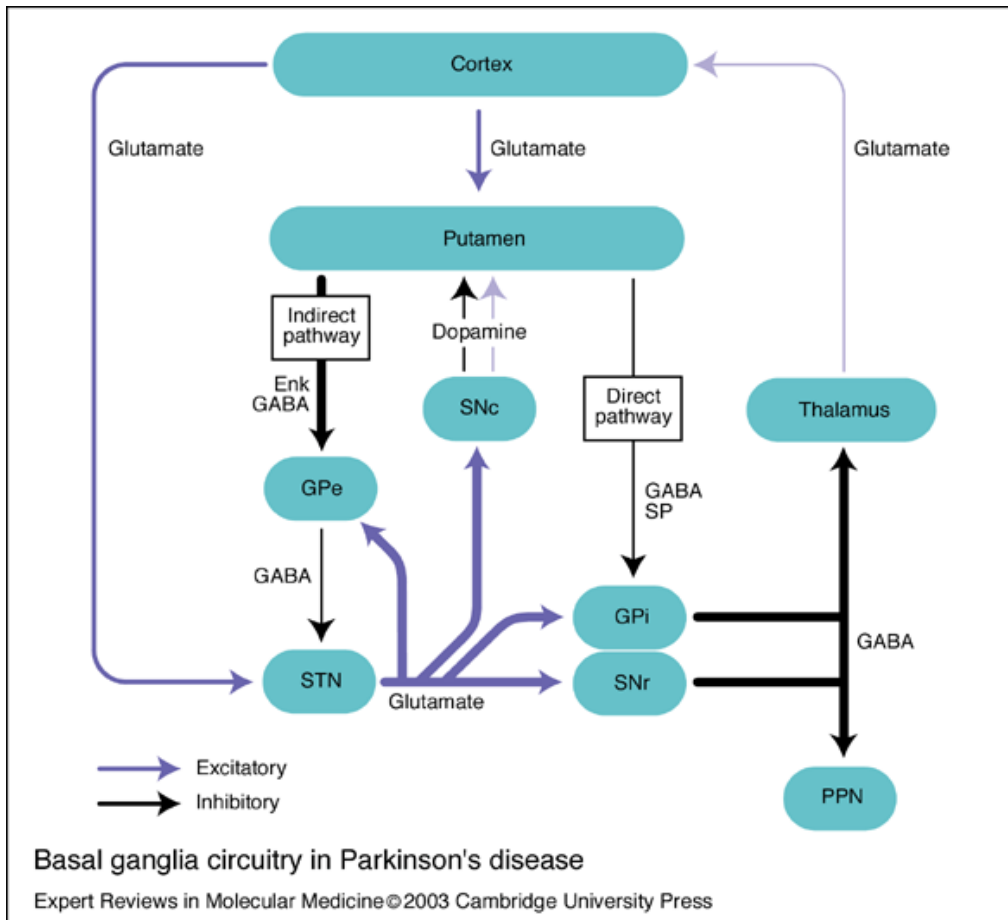 Cortex
Glutamate
Glutamate
Glutamate
Putamen
Indirect
pathway
Dopamine
Enk
GABA
SNc
Direct
pathway
Thalamus
GPe
GABA
SP
GABA
GPi
GABA
STN
SNr
Glutamate
Excitatory
Inhibitory
PPN
Basal ganglia circuitry in Parkinson's disease
Expert Reviews in Molecular Medicine©2003 Cambridge University Press